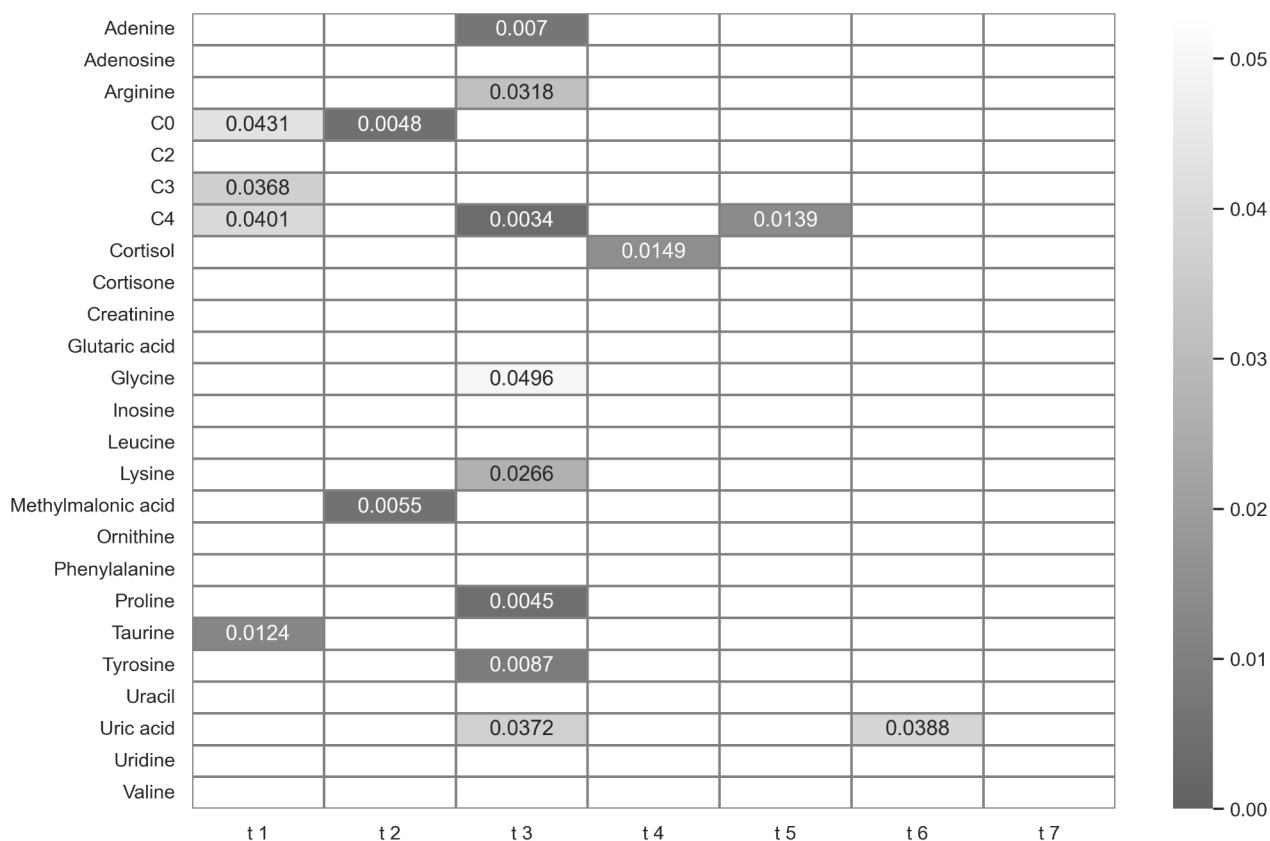 Adenine 0.007
Adenosine
Arginine 0.0318
C0 0.0431 0.0048
C2
C3 0.0368
C4 0.0401 0.0034 0.0139
Cortisol 0.0149
Cortisone
Creatinine
Glutaric acid
Glycine 0.0496
Inosine
Leucine
Lysine 0.0266
Methylmalonic acid 0.0055
Ornithine
Phenylalanine
Proline 0.0045
Taurine 0.0124
Tyrosine 0.0087
Uracil
Uric acid 0.0372 0.0388
Uridine
Valine
t 1 t 2 t 3 t 4 t 5 t 6 t 7
0.05
0.04
0.03
0.02
0.01
0.00